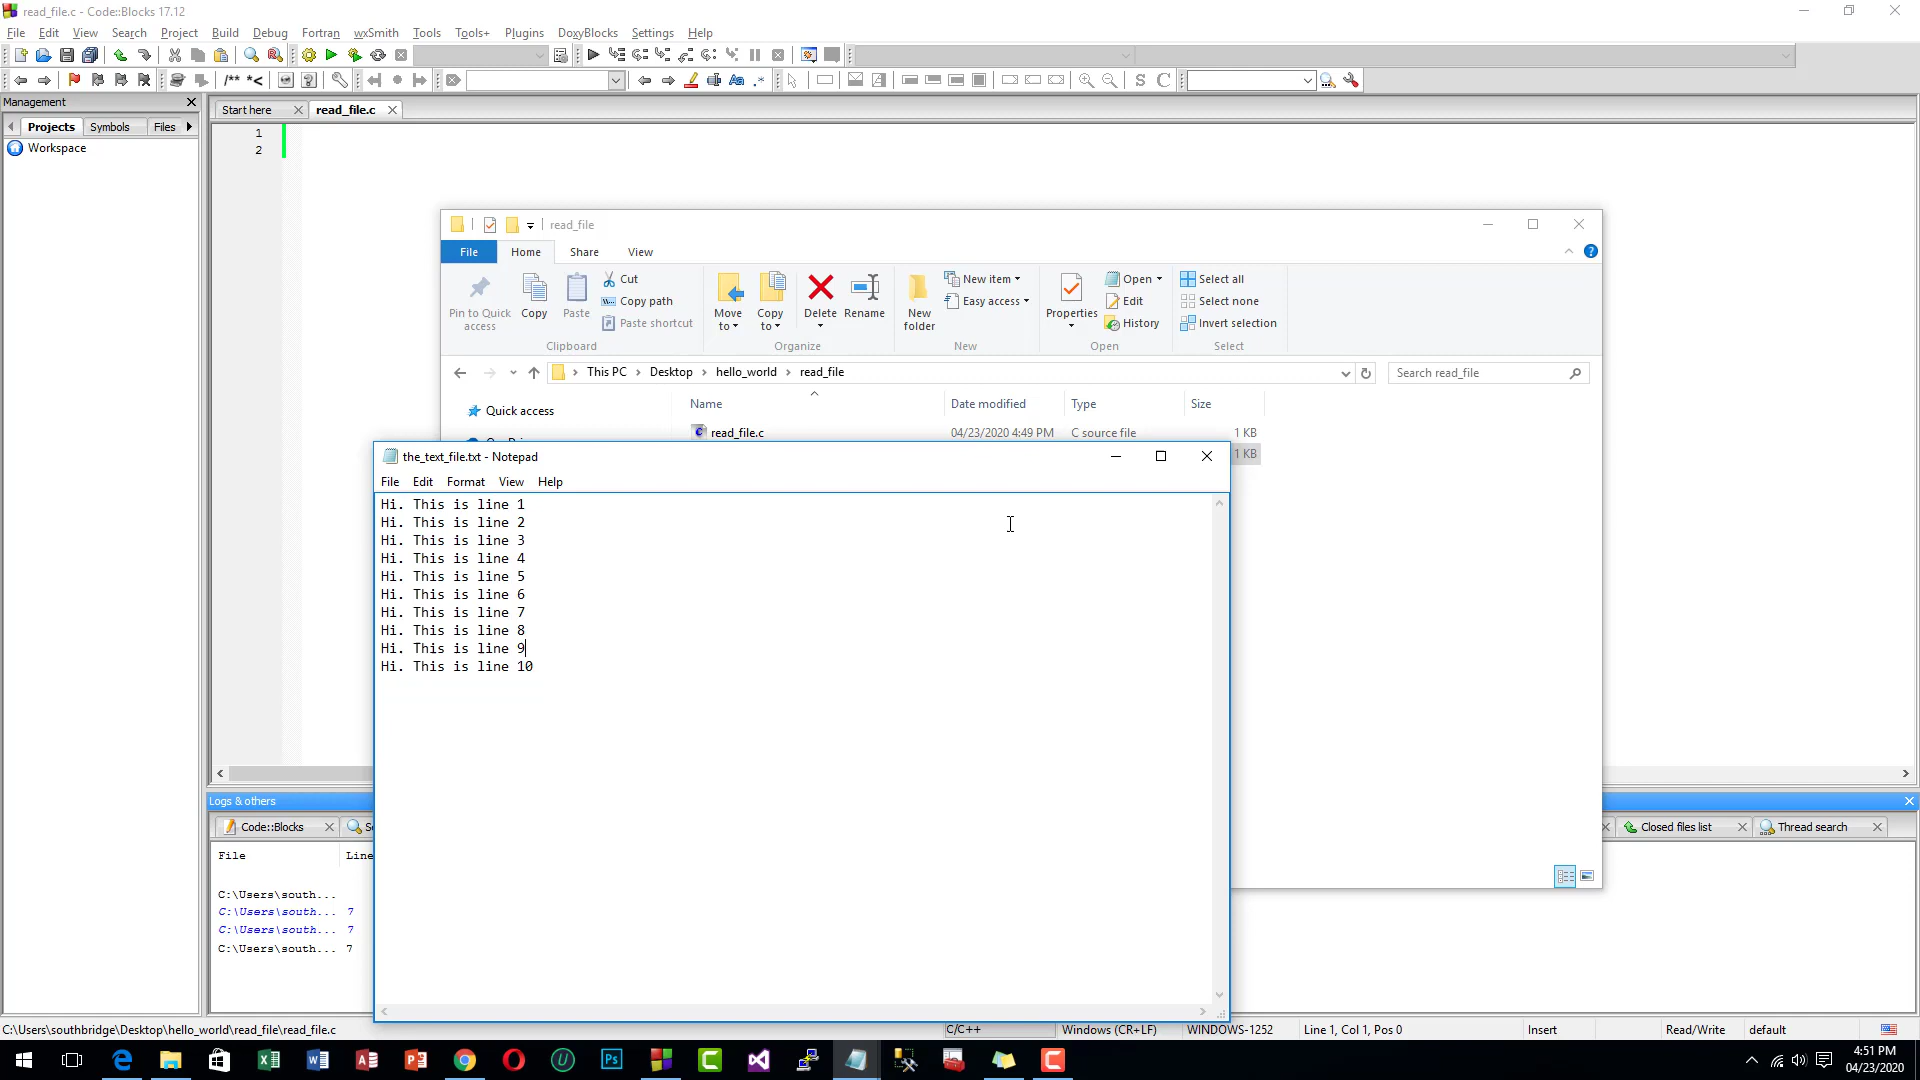 read_file.c - Code::Blocks 17.12
File Edit View Search Project Build Debug Fortran wxSmith Tools Tools+ Plugins DoxyBlocks Settings Help
/** *<
S C
Management
Start here read_file.c
Projects Symbols Files
Workspace
1
2
read_file
File Home Share View
Pin to Quick access
Copy
Paste
Cut
Copy path
Paste shortcut
Clipboard
Move to
Copy to
Delete
Rename
Organize
New folder
New item
Easy access
New
Properties
Open
Edit
History
Open
Select all
Select none
Invert selection
Select
This PC > Desktop > hello_world > read_file
Search read_file
Quick access
Name Date modified Type Size
read_file.c 04/23/2020 4:49 PM C source file 1 KB
1 KB
the_text_file.txt - Notepad
File Edit Format View Help
Hi. This is line 1
Hi. This is line 2
Hi. This is line 3
Hi. This is line 4
Hi. This is line 5
Hi. This is line 6
Hi. This is line 7
Hi. This is line 8
Hi. This is line 9
Hi. This is line 10
Logs & others
Code::Blocks
Closed files list
Thread search
File Line
C:\Users\south...
C:\Users\south... 7
C:\Users\south... 7
C:\Users\south... 7
C:\Users\southbridge\Desktop\hello_world\read_file\read_file.c C/C++ Windows (CR+LF) WINDOWS-1252 Line 1, Col 1, Pos 0 Insert Read/Write default
4:51 PM
04/23/2020